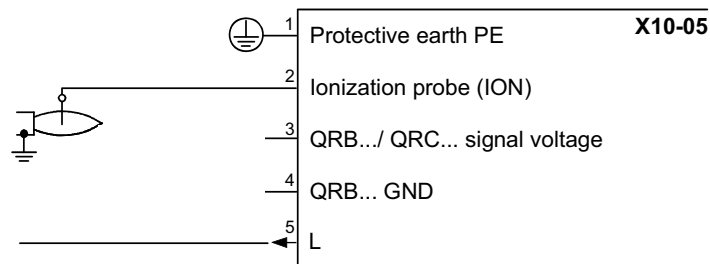 X10-05
1 Protective earth PE
2 Ionization probe (ION)
3 QRB.../ QRC... signal voltage
4 QRB... GND
5 L